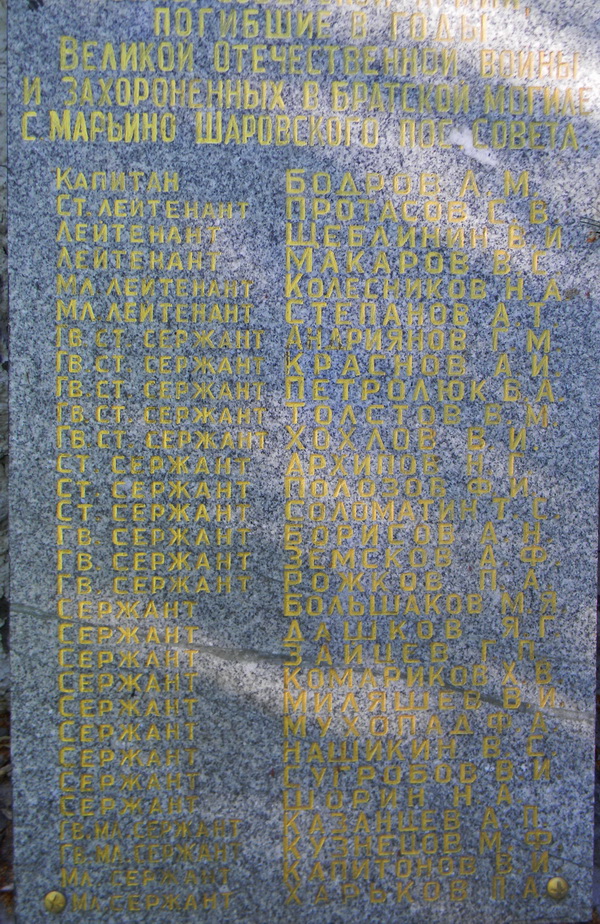 ПОГИБШИЕ В ГОДЫ
ВЕЛИКОЙ ОТЕЧЕСТВЕННОЙ ВОЙНЫ
И ЗАХОРОНЕННЫХ В БРАТСКОЙ МОГИЛЕ
С. МАРЬИНО ШАРОВСКОГО ПОС. СОВЕТА
КАПИТАН БОДРОВ А. М.
СТ. ЛЕЙТЕНАНТ ПРОТАСОВ С. В.
ЛЕЙТЕНАНТ ЩЕБЛИНИН В. И.
ЛЕЙТЕНАНТ МАКАРОВ В. С.
МЛ. ЛЕЙТЕНАНТ КОЛЕСНИКОВ Н. А.
МЛ. ЛЕЙТЕНАНТ СТЕПАНОВ А. Т.
ГВ. СТ. СЕРЖАНТ АНДРИЯНОВ Г. М.
ГВ. СТ. СЕРЖАНТ КРАСНОВ А. И.
ГВ. СТ. СЕРЖАНТ ПЕТРОЛЮК Б. А.
ГВ. СТ. СЕРЖАНТ ТОЛСТОВ В. М.
ГВ. СТ. СЕРЖАНТ ХОХЛОВ В. И.
СТ. СЕРЖАНТ АРХИПОВ Н. Г.
СТ. СЕРЖАНТ ПОЛОЗОВ Ф. И.
СТ. СЕРЖАНТ СОЛОМАТИН Т. С.
ГВ. СЕРЖАНТ БОРИСОВ А. Н.
ГВ. СЕРЖАНТ ЗЕМСКОВ А. Ф.
ГВ. СЕРЖАНТ РОЖКОВ П. А.
СЕРЖАНТ БОЛЬШАКОВ М. Я.
СЕРЖАНТ ДАШКОВ Я. Г.
СЕРЖАНТ ЗАЙЦЕВ Г. П.
СЕРЖАНТ КОМАРИКОВ Х. В.
СЕРЖАНТ МИЛЯШЕВ В. И.
СЕРЖАНТ МУХОПАД Ф. А.
СЕРЖАНТ НАШИКИН В. С.
СЕРЖАНТ СУГРОБОВ В. И.
СЕРЖАНТ ШОРИН Н. А.
ГВ. МЛ. СЕРЖАНТ КАЗАНЦЕВ А. П.
ГВ. МЛ. СЕРЖАНТ КУЗНЕЦОВ М. Ф.
МЛ. СЕРЖАНТ КАПИТОНОВ В. И.
МЛ. СЕРЖАНТ ХАРЬКОВ П. А.